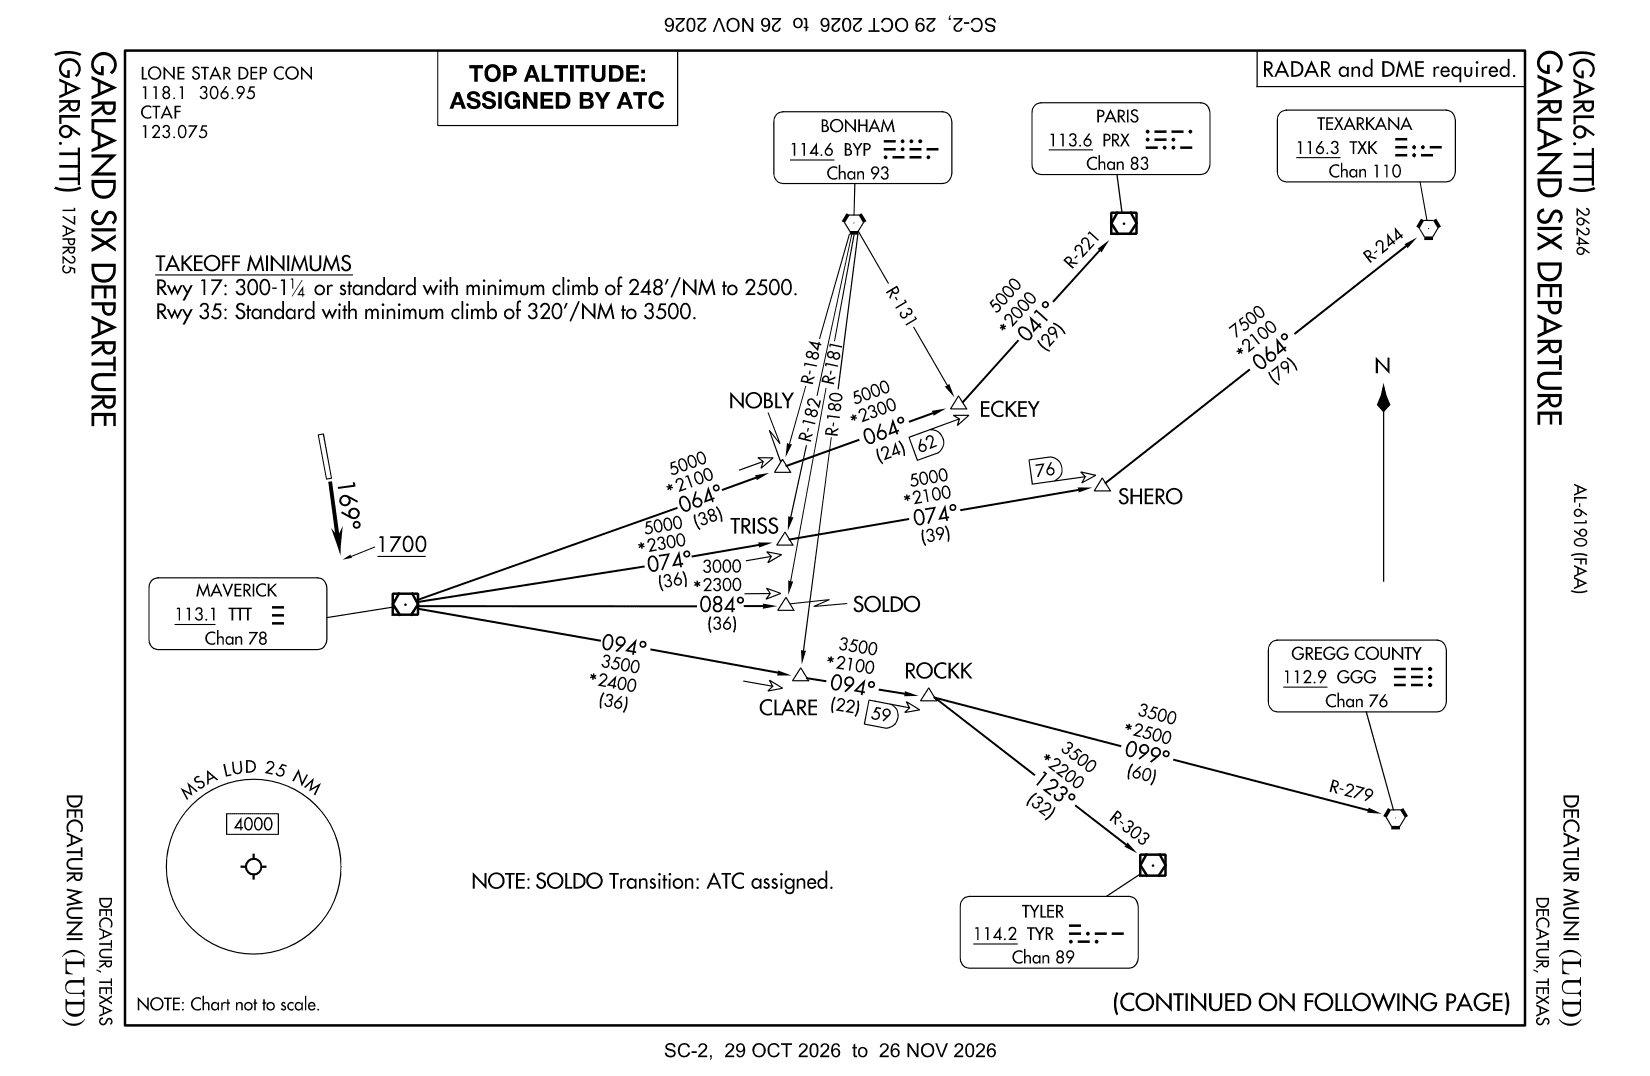 SC-2, 29 OCT 2026 to 26 NOV 2026
(GARL6.TTT) 17APR25
GARLAND SIX DEPARTURE
DECATUR MUNI (LUD)
DECATUR, TEXAS
LONE STAR DEP CON
118.1 306.95
CTAF
123.075
TOP ALTITUDE:
ASSIGNED BY ATC
RADAR and DME required.
BONHAM
114.6 BYP
Chan 93
PARIS
113.6 PRX
Chan 83
TEXARKANA
116.3 TXK
Chan 110
TAKEOFF MINIMUMS
Rwy 17: 300-1¼ or standard with minimum climb of 248'/NM to 2500.
Rwy 35: Standard with minimum climb of 320'/NM to 3500.
R-131
R-184
R-181
R-182
R-180
R-221
5000
*2000
041°
(29)
R-244
7500
*2100
064°
(79)
N
NOBLY
5000
*2300
064°
(24)
62
ECKEY
5000
*2100
064°
(38)
76
SHERO
5000
*2100
074°
(39)
TRISS
5000
*2300
074°
(36)
169°
1700
3000
*2300
084°
(36)
SOLDO
MAVERICK
113.1 TTT
Chan 78
094°
3500
*2400
(36)
CLARE
3500
*2100
094°
(22)
59
ROCKK
GREGG COUNTY
112.9 GGG
Chan 76
3500
*2500
099°
(60)
R-279
3500
*2200
123°
(32)
R-303
MSA LUD 25 NM
4000
NOTE: SOLDO Transition: ATC assigned.
TYLER
114.2 TYR
Chan 89
NOTE: Chart not to scale.
(CONTINUED ON FOLLOWING PAGE)
(GARL6.TTT) 26246
GARLAND SIX DEPARTURE
AL-6190 (FAA)
DECATUR MUNI (LUD)
DECATUR, TEXAS
SC-2, 29 OCT 2026 to 26 NOV 2026